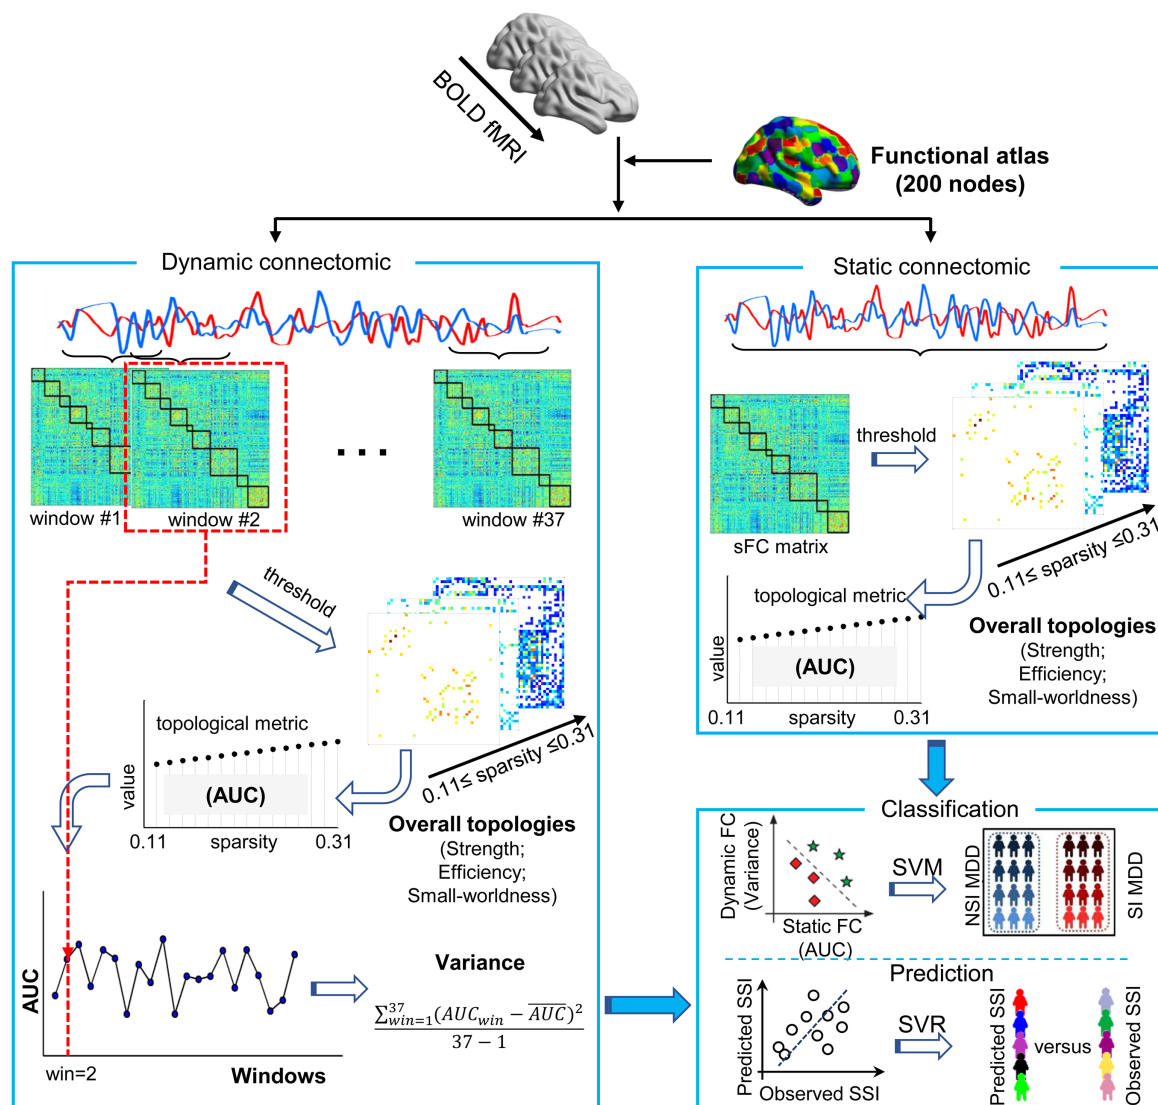 BOLD fMRI
Functional atlas
(200 nodes)
Dynamic connectomic
window #1
window #2
window #37
threshold
0.11≤ sparsity ≤0.31
topological metric
value
(AUC)
0.11
sparsity
0.31
Overall topologies
(Strength;
Efficiency;
Small-worldness)
AUC
win=2
Windows
Variance
\frac{\sum_{win=1}^{37}(AUC_{win} - \overline{AUC})^2}{37 - 1}
Static connectomic
sFC matrix
threshold
0.11≤ sparsity ≤0.31
topological metric
value
(AUC)
0.11
sparsity
0.31
Overall topologies
(Strength;
Efficiency;
Small-worldness)
Classification
Dynamic FC
(Variance)
Static FC
(AUC)
SVM
NSI MDD
SI MDD
Prediction
Predicted SSI
Observed SSI
SVR
Predicted SSI
versus
Observed SSI